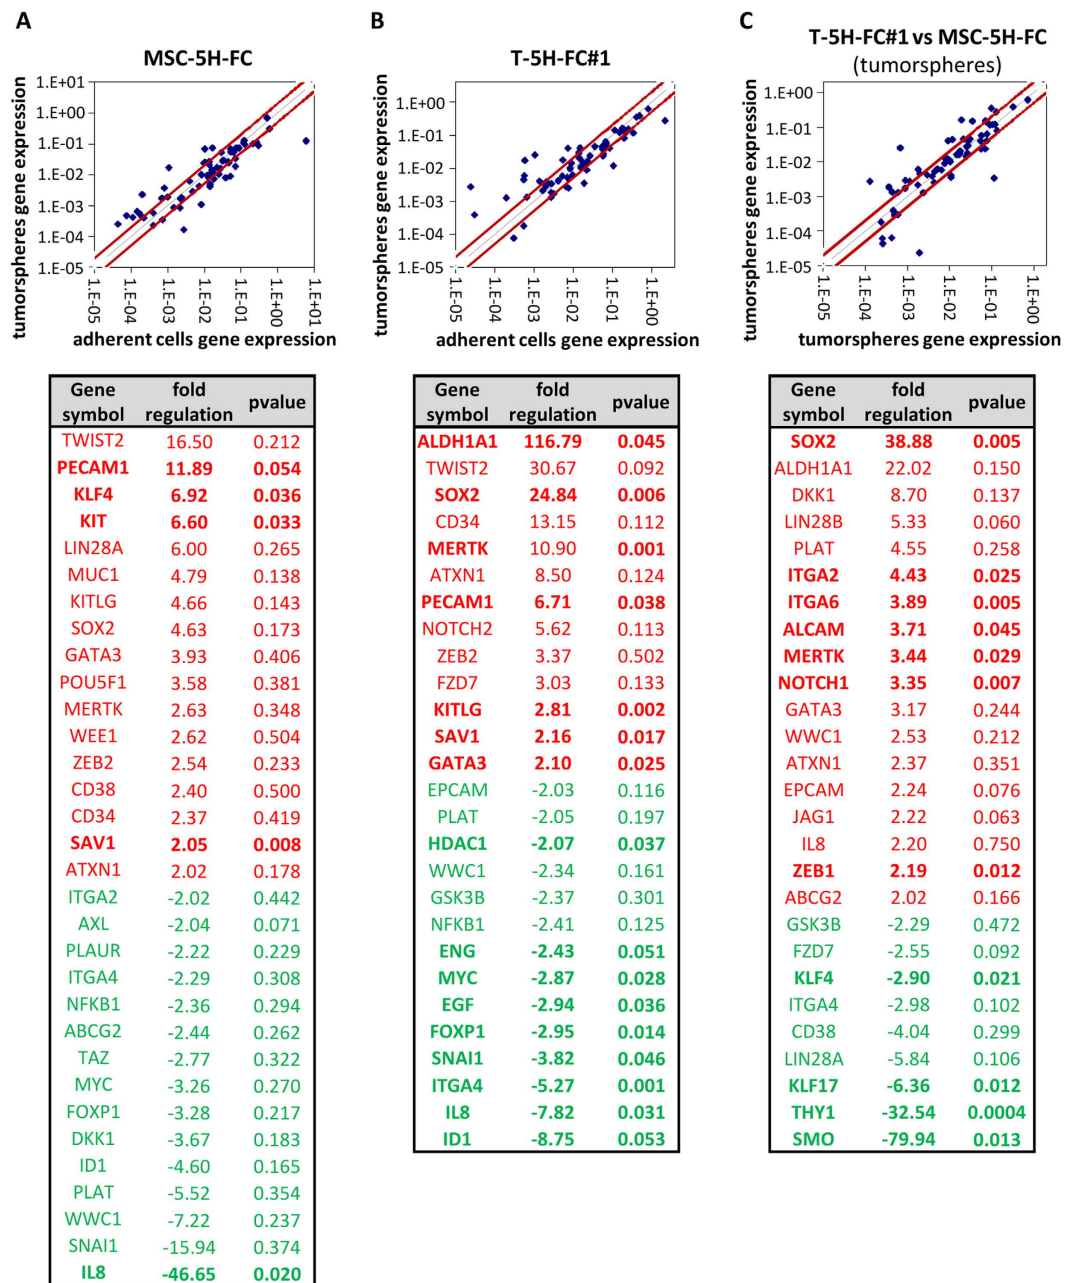 A
MSC-5H-FC
tumorspheres gene expression
1.E+01
1.E+00
1.E-01
1.E-02
1.E-03
1.E-04
1.E-05
1.E-05
1.E-04
1.E-03
1.E-02
1.E-01
1.E+00
1.E+01
adherent cells gene expression
Gene symbol fold regulation pvalue
TWIST2 16.50 0.212
PECAM1 11.89 0.054
KLF4 6.92 0.036
KIT 6.60 0.033
LIN28A 6.00 0.265
MUC1 4.79 0.138
KITLG 4.66 0.143
SOX2 4.63 0.173
GATA3 3.93 0.406
POU5F1 3.58 0.381
MERTK 2.63 0.348
WEE1 2.62 0.504
ZEB2 2.54 0.233
CD38 2.40 0.500
CD34 2.37 0.419
SAV1 2.05 0.008
ATXN1 2.02 0.178
ITGA2 -2.02 0.442
AXL -2.04 0.071
PLAUR -2.22 0.229
ITGA4 -2.29 0.308
NFKB1 -2.36 0.294
ABCG2 -2.44 0.262
TAZ -2.77 0.322
MYC -3.26 0.270
FOXP1 -3.28 0.217
DKK1 -3.67 0.183
ID1 -4.60 0.165
PLAT -5.52 0.354
WWC1 -7.22 0.237
SNAI1 -15.94 0.374
IL8 -46.65 0.020
B
T-5H-FC#1
tumorspheres gene expression
1.E+00
1.E-01
1.E-02
1.E-03
1.E-04
1.E-05
1.E-05
1.E-04
1.E-03
1.E-02
1.E-01
1.E+00
adherent cells gene expression
Gene symbol fold regulation pvalue
ALDH1A1 116.79 0.045
TWIST2 30.67 0.092
SOX2 24.84 0.006
CD34 13.15 0.112
MERTK 10.90 0.001
ATXN1 8.50 0.124
PECAM1 6.71 0.038
NOTCH2 5.62 0.113
ZEB2 3.37 0.502
FZD7 3.03 0.133
KITLG 2.81 0.002
SAV1 2.16 0.017
GATA3 2.10 0.025
EPCAM -2.03 0.116
PLAT -2.05 0.197
HDAC1 -2.07 0.037
WWC1 -2.34 0.161
GSK3B -2.37 0.301
NFKB1 -2.41 0.125
ENG -2.43 0.051
MYC -2.87 0.028
EGF -2.94 0.036
FOXP1 -2.95 0.014
SNAI1 -3.82 0.046
ITGA4 -5.27 0.001
IL8 -7.82 0.031
ID1 -8.75 0.053
C
T-5H-FC#1 vs MSC-5H-FC
(tumorspheres)
tumorspheres gene expression
1.E+00
1.E-01
1.E-02
1.E-03
1.E-04
1.E-05
1.E-05
1.E-04
1.E-03
1.E-02
1.E-01
1.E+00
tumorspheres gene expression
Gene symbol fold regulation pvalue
SOX2 38.88 0.005
ALDH1A1 22.02 0.150
DKK1 8.70 0.137
LIN28B 5.33 0.060
PLAT 4.55 0.258
ITGA2 4.43 0.025
ITGA6 3.89 0.005
ALCAM 3.71 0.045
MERTK 3.44 0.029
NOTCH1 3.35 0.007
GATA3 3.17 0.244
WWC1 2.53 0.212
ATXN1 2.37 0.351
EPCAM 2.24 0.076
JAG1 2.22 0.063
IL8 2.20 0.750
ZEB1 2.19 0.012
ABCG2 2.02 0.166
GSK3B -2.29 0.472
FZD7 -2.55 0.092
KLF4 -2.90 0.021
ITGA4 -2.98 0.102
CD38 -4.04 0.299
LIN28A -5.84 0.106
KLF17 -6.36 0.012
THY1 -32.54 0.0004
SMO -79.94 0.013